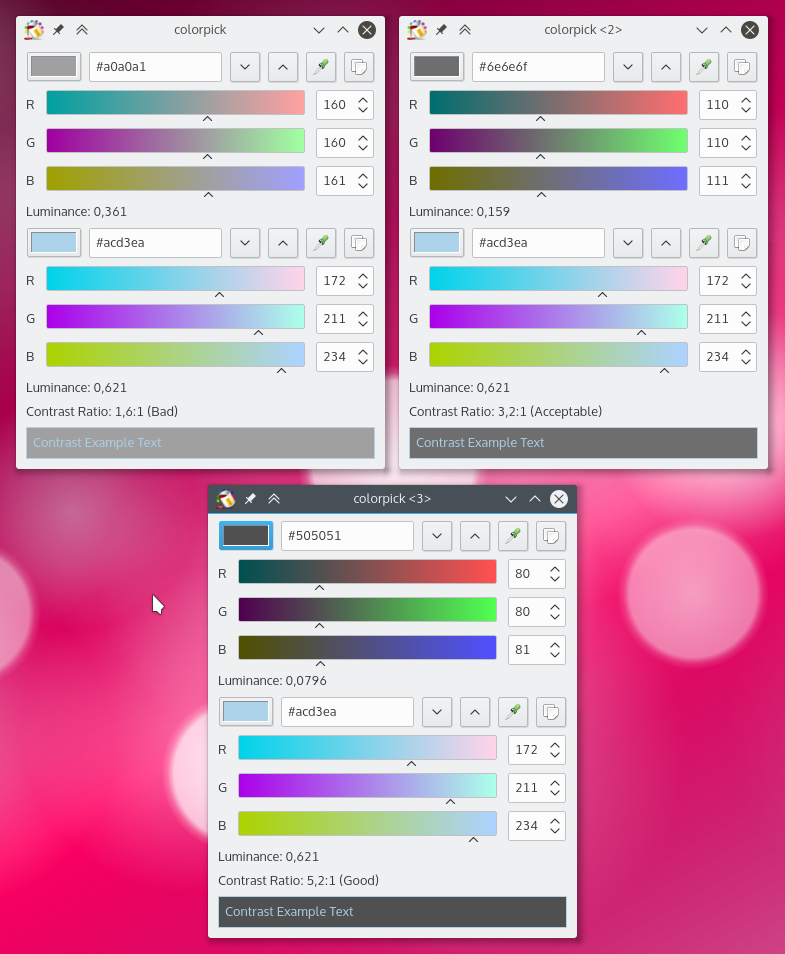 colorpick
#a0a0a1
R 160
G 160
B 161
Luminance: 0,361
#acd3ea
R 172
G 211
B 234
Luminance: 0,621
Contrast Ratio: 1,6:1 (Bad)
Contrast Example Text
colorpick <2>
#6e6e6f
R 110
G 110
B 111
Luminance: 0,159
#acd3ea
R 172
G 211
B 234
Luminance: 0,621
Contrast Ratio: 3,2:1 (Acceptable)
Contrast Example Text
colorpick <3>
#505051
R 80
G 80
B 81
Luminance: 0,0796
#acd3ea
R 172
G 211
B 234
Luminance: 0,621
Contrast Ratio: 5,2:1 (Good)
Contrast Example Text